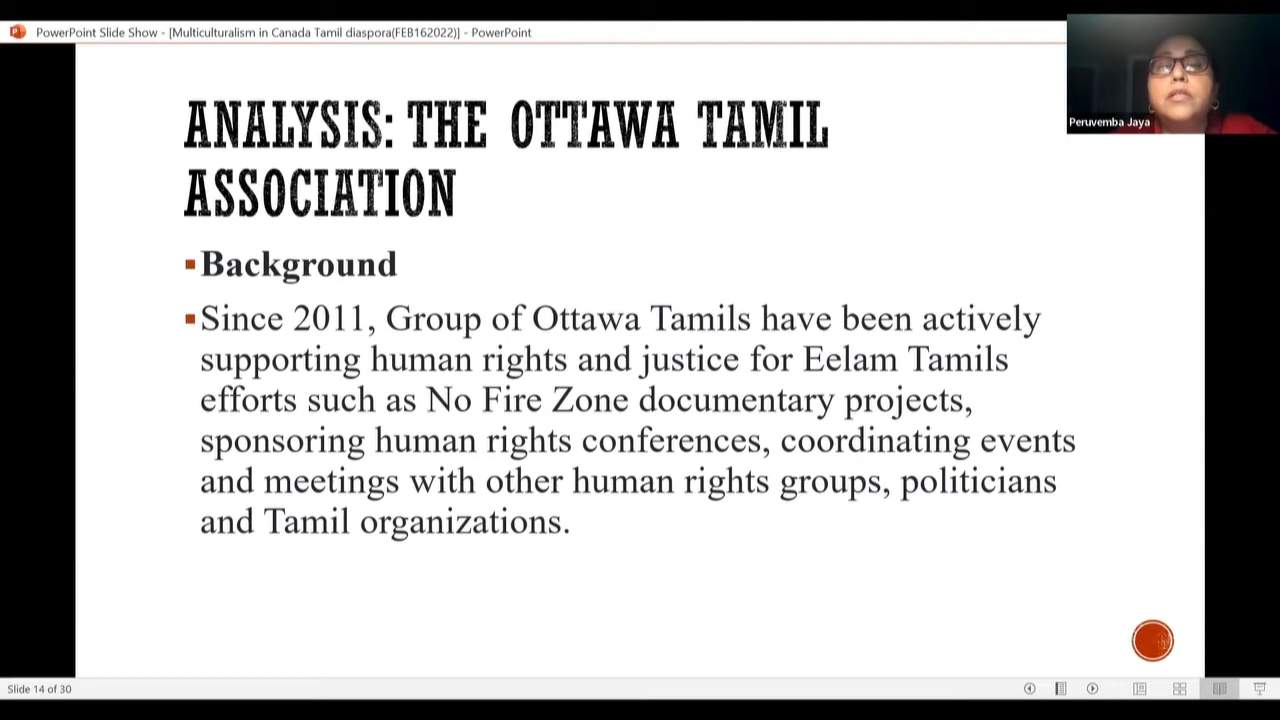 PowerPoint Slide Show - [Multiculturalism in Canada Tamil diaspora(FEB162022)] - PowerPoint
Peruvemba Jaya
ANALYSIS: THE OTTAWA TAMIL
ASSOCIATION
Background
Since 2011, Group of Ottawa Tamils have been actively
supporting human rights and justice for Eelam Tamils
efforts such as No Fire Zone documentary projects,
sponsoring human rights conferences, coordinating events
and meetings with other human rights groups, politicians
and Tamil organizations.
Slide 14 of 30